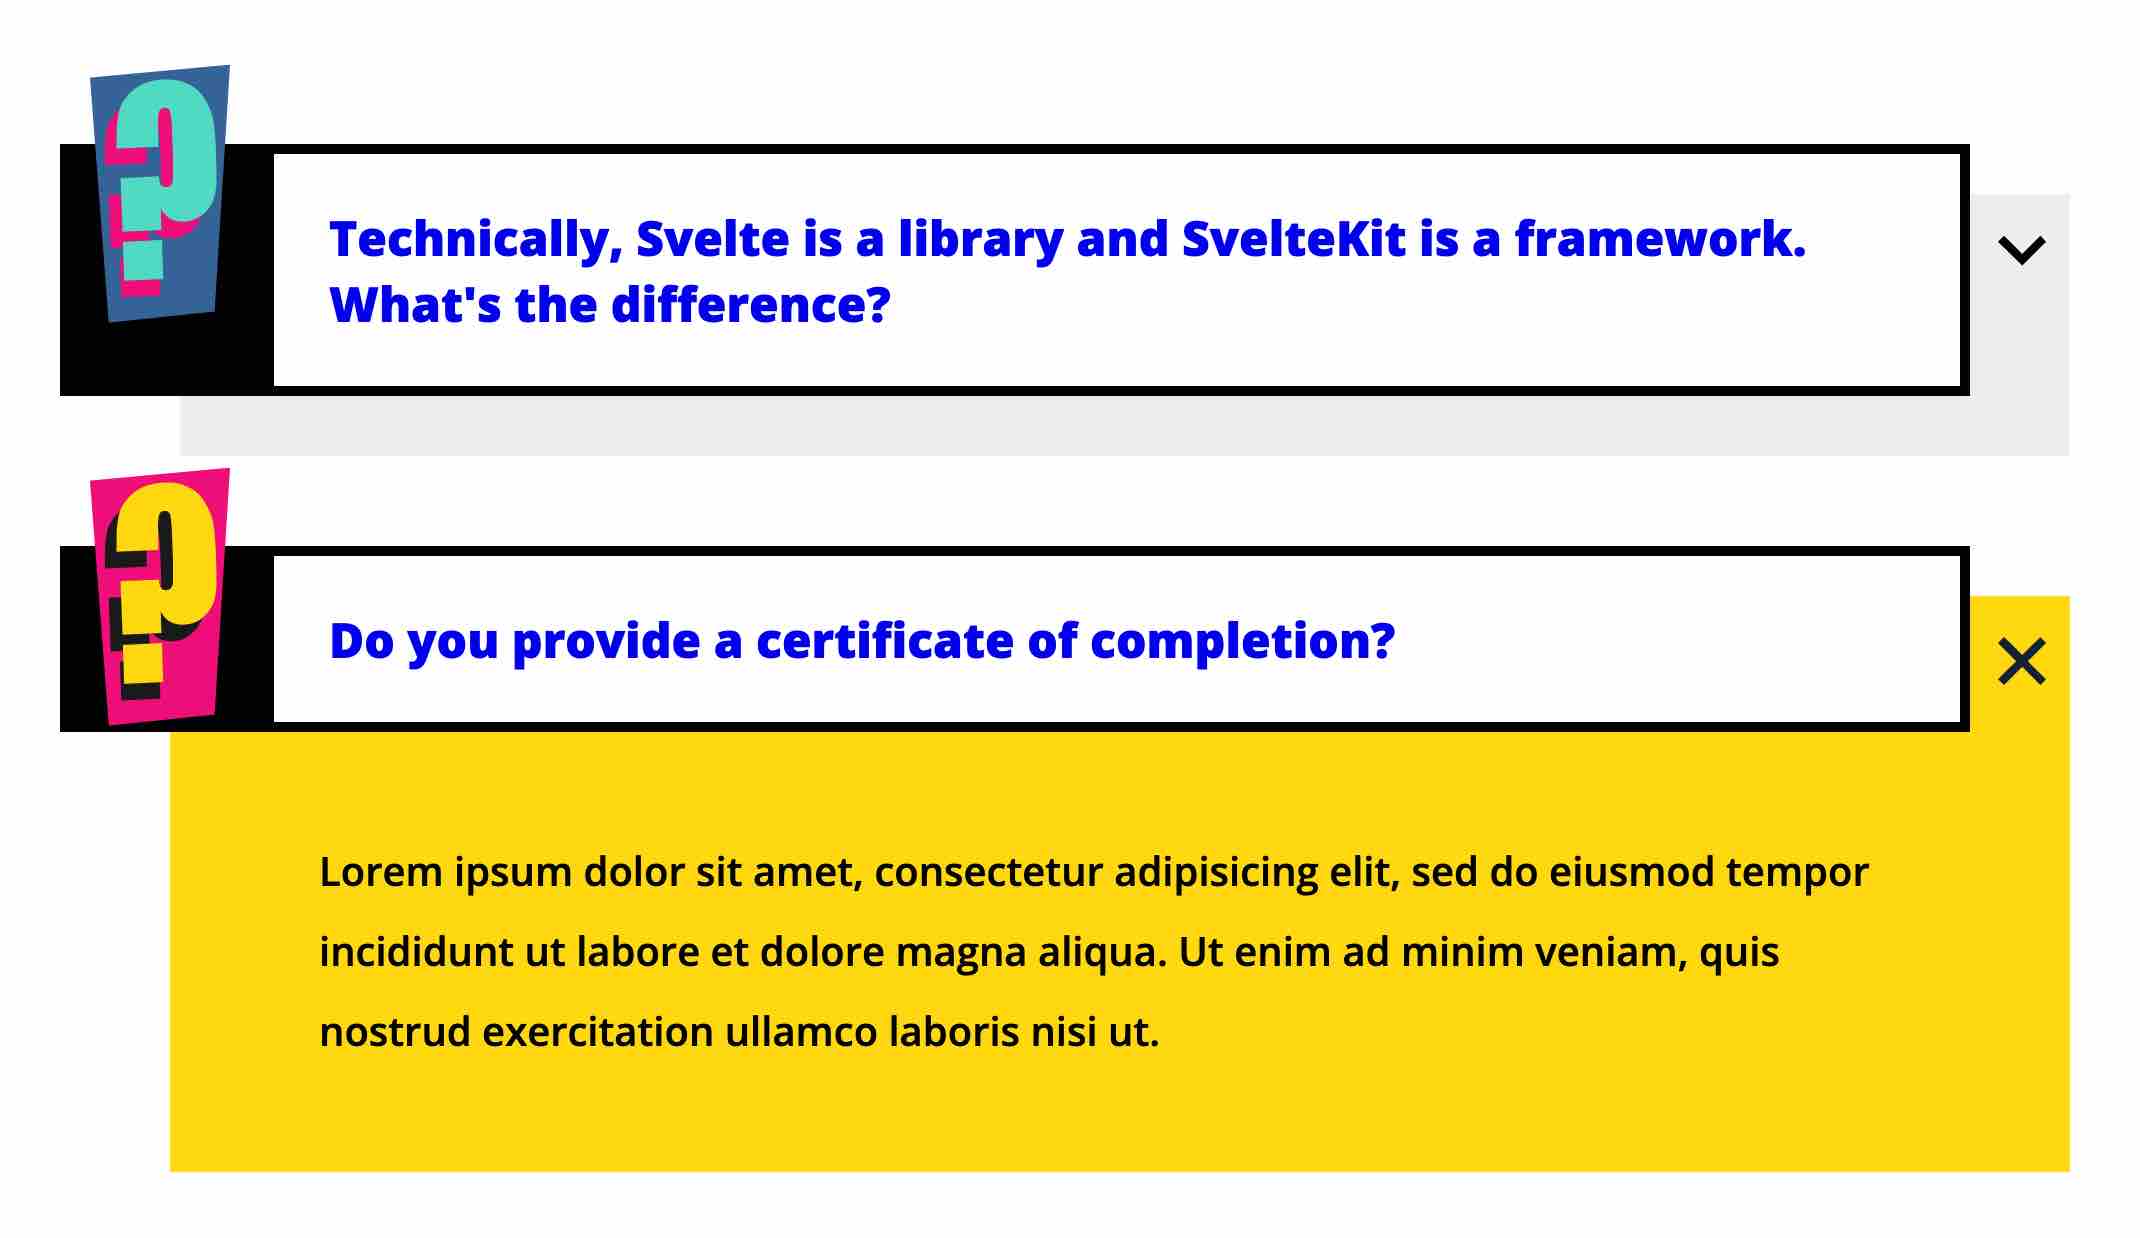 ?
Technically, Svelte is a library and SvelteKit is a framework.
What's the difference?
?
Do you provide a certificate of completion?
Lorem ipsum dolor sit amet, consectetur adipisicing elit, sed do eiusmod tempor
incididunt ut labore et dolore magna aliqua. Ut enim ad minim veniam, quis
nostrud exercitation ullamco laboris nisi ut.